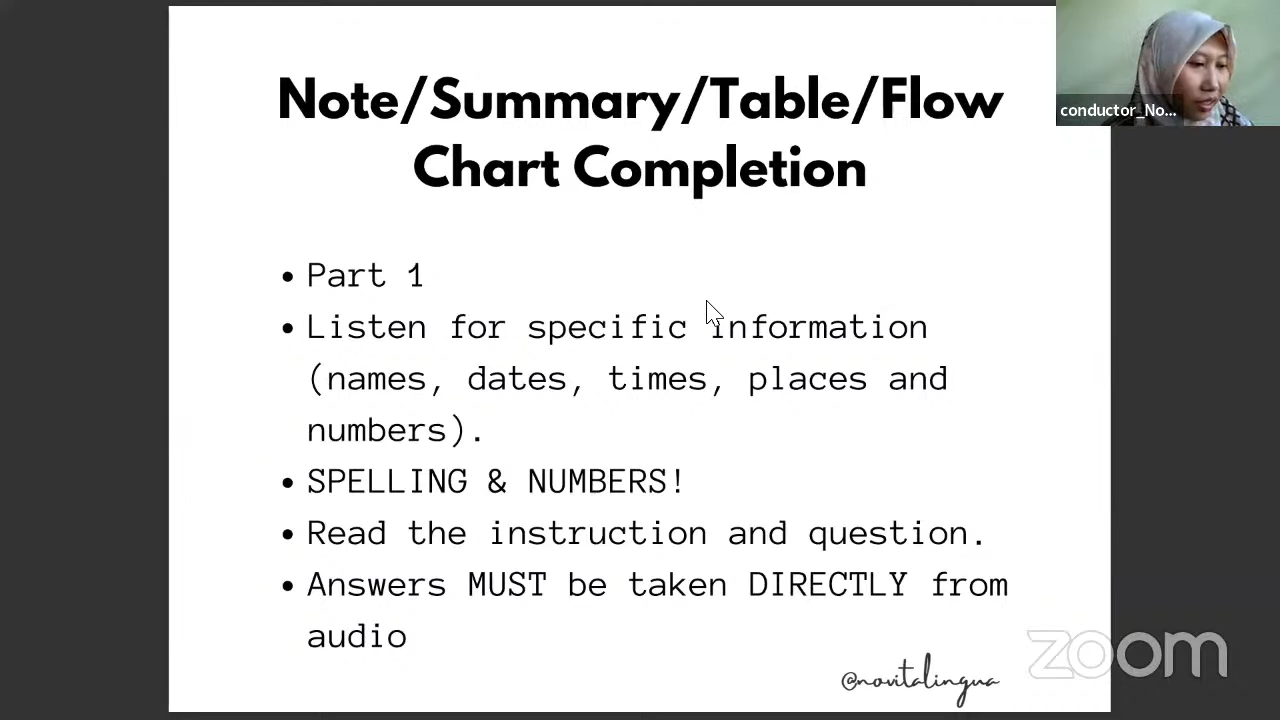 Note/Summary/Table/Flow
Chart Completion
conductor_No...
• Part 1
• Listen for specific information
(names, dates, times, places and
numbers).
• SPELLING & NUMBERS!
• Read the instruction and question.
• Answers MUST be taken DIRECTLY from
audio
@novitalingua
zoom